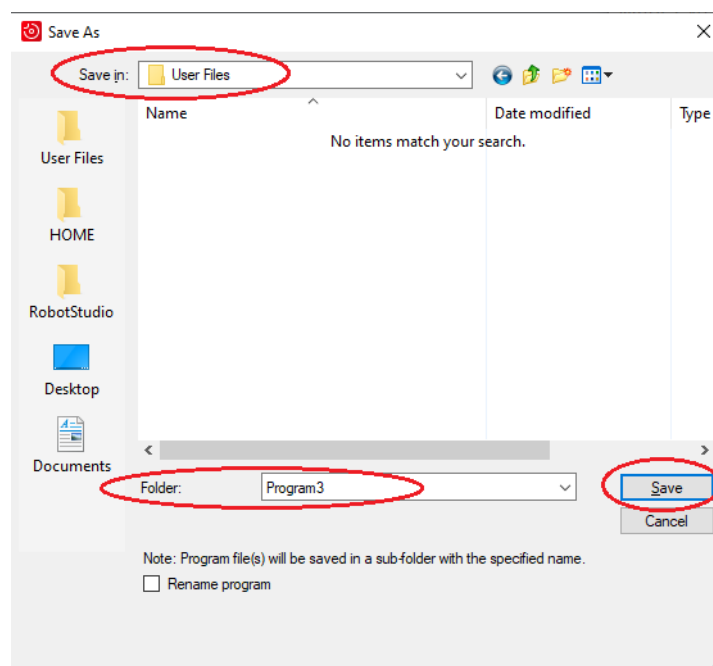 Save As
Save in: User Files
Name Date modified Type
No items match your search.
User Files
HOME
RobotStudio
Desktop
Documents
Folder: Program3 Save
Cancel
Note: Program file(s) will be saved in a sub-folder with the specified name.
Rename program